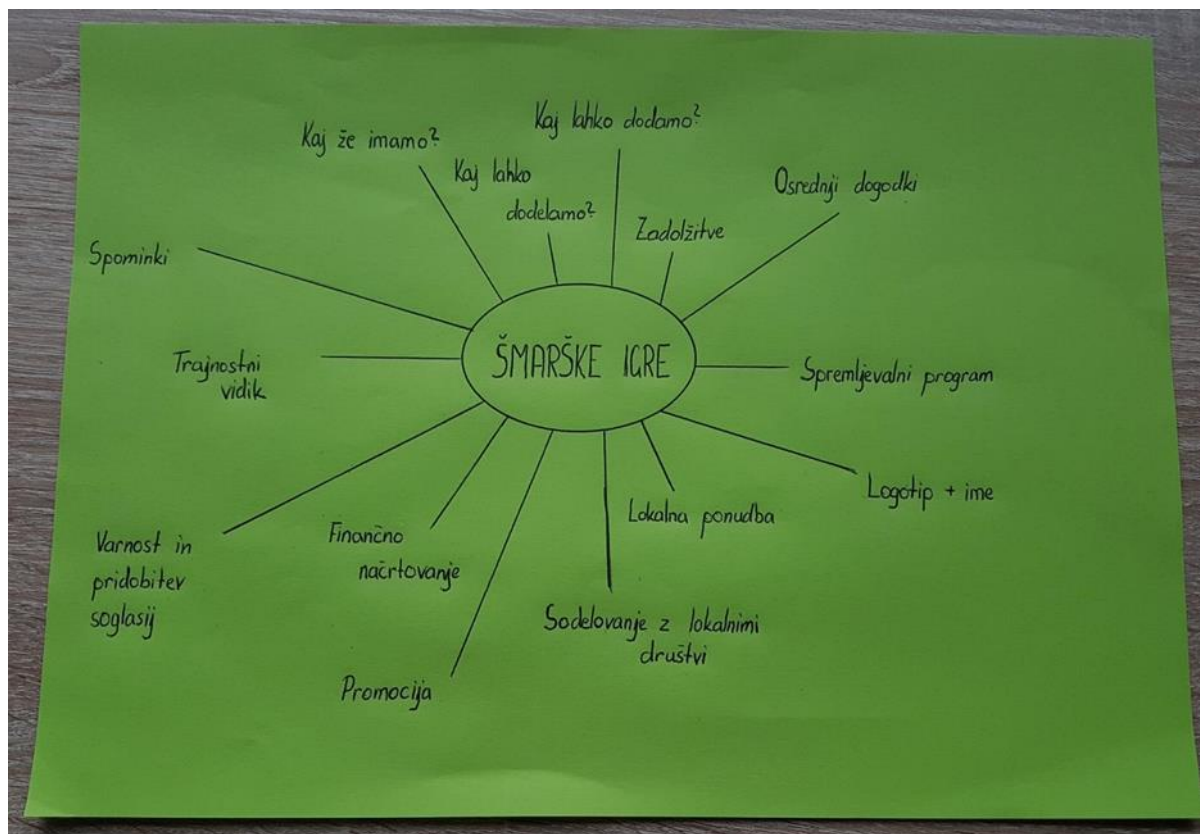 Kaj lahko dodamo?
Kaj že imamo?
Kaj lahko
dodelamo?
Osrednji dogodki
Zadolžitve
Spominki
ŠMARŠKE IGRE
Trajnostni
vidik
Spremljevalni program
Logotip + ime
Lokalna ponudba
Finančno
načrtovanje
Varnost in
pridobitev
soglasij
Sodelovanje z lokalnimi
društvi
Promocija